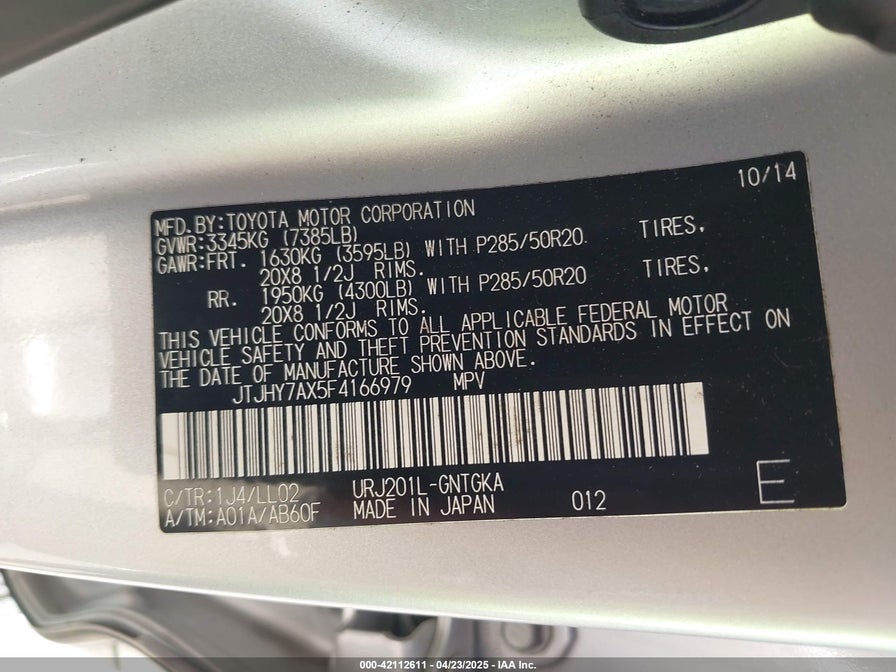 10/14
MFD.BY:TOYOTA MOTOR CORPORATION
GVWR:3345KG (7385LB)
GAWR:FRT. 1630KG (3595LB) WITH P285/50R20 TIRES,
20X8 1/2J RIMS.
RR. 1950KG (4300LB) WITH P285/50R20 TIRES,
20X8 1/2J RIMS.
THIS VEHICLE CONFORMS TO ALL APPLICABLE FEDERAL MOTOR
VEHICLE SAFETY AND THEFT PREVENTION STANDARDS IN EFFECT ON
THE DATE OF MANUFACTURE SHOWN ABOVE.
JTJHY7AX5F4166979 MPV
C/TR:1J4/LL02 URJ201L-GNTGKA
A/TM:A01A/AB60F MADE IN JAPAN 012
E
000-42112611 - 04/23/2025 - IAA Inc.